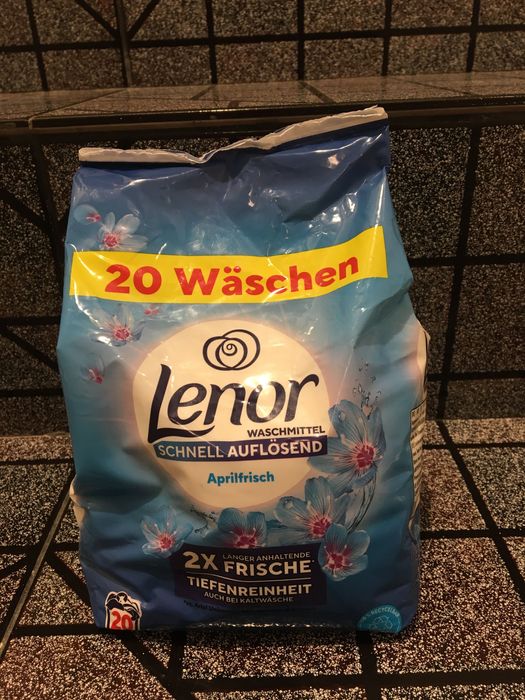 20 Wäschen
Lenor
WASCHMITTEL
SCHNELL AUFLÖSEND
Aprilfrisch
2X LANGER ANHALTENDE
FRISCHE
TIEFENREINHEIT
AUCH BEI KALTWÄSCHE
20